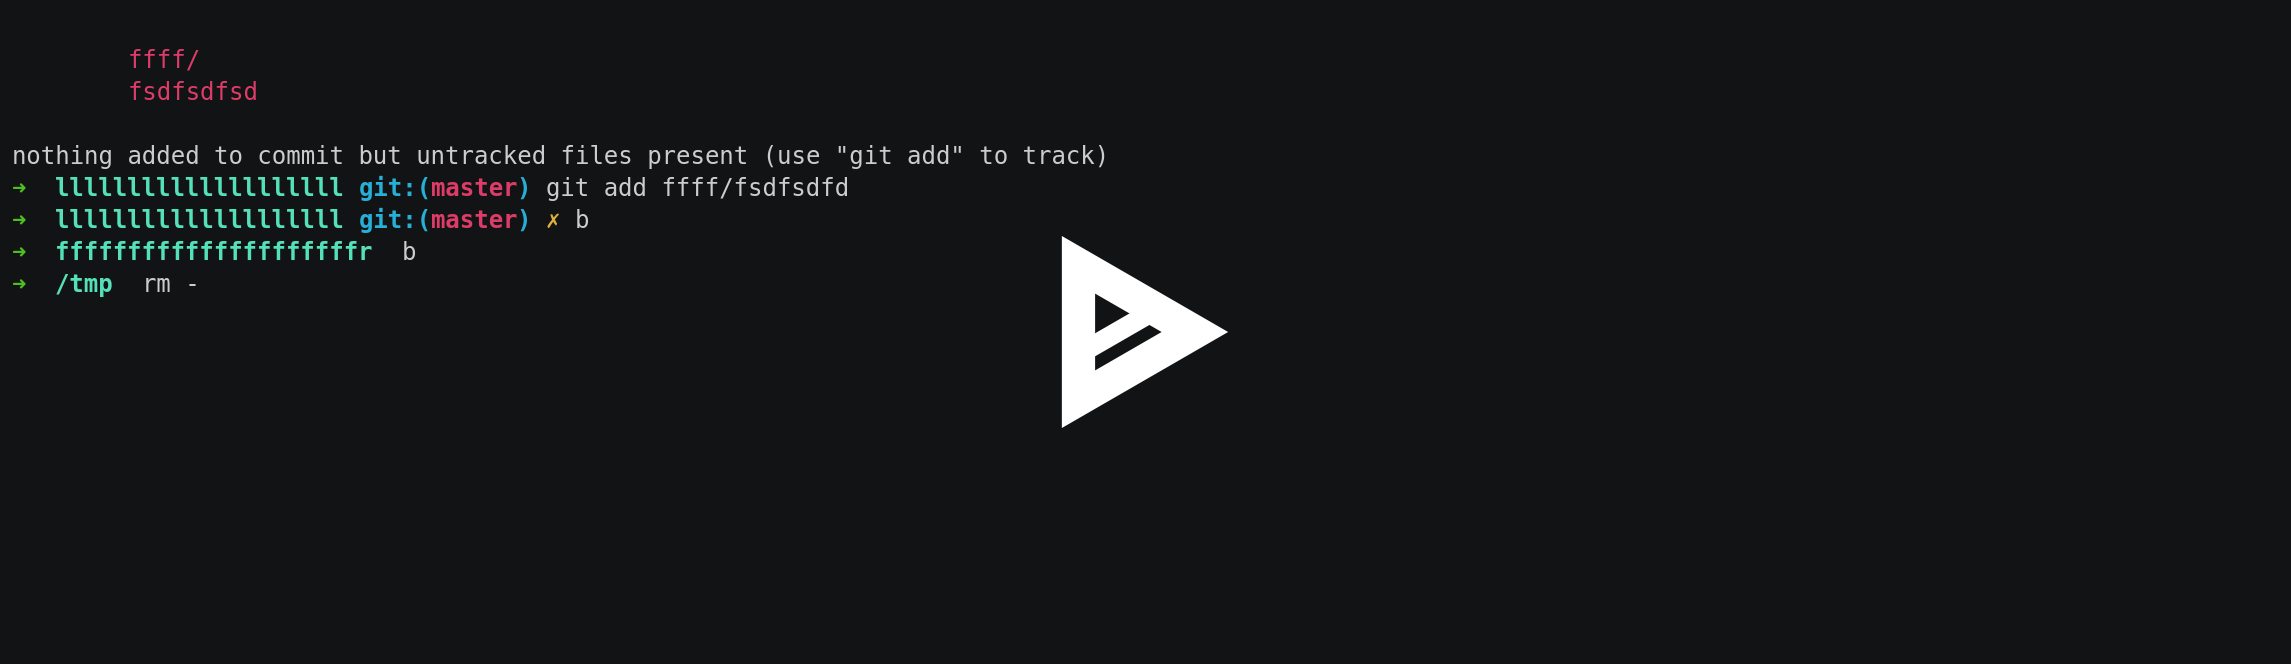 ffff/
fsdfsdfsd
nothing added to commit but untracked files present (use "git add" to track)
➜  llllllllllllllllllll git:(master) git add ffff/fsdfsdfd
➜  llllllllllllllllllll git:(master) ✗ b
➜  fffffffffffffffffffffr  b
➜  /tmp  rm -